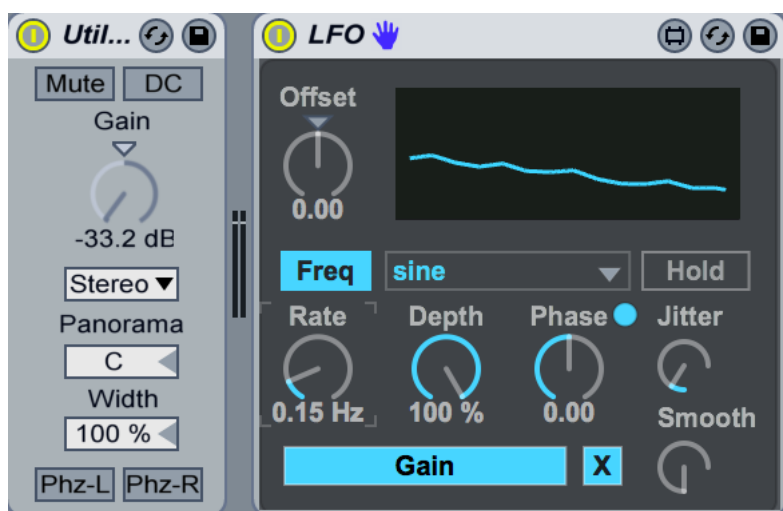 Util...
Mute DC
Gain
-33.2 dB
Stereo
Panorama
C
Width
100 %
Phz-L Phz-R
LFO
Offset
0.00
Freq sine Hold
Rate Depth Phase Jitter
0.15 Hz 100 % 0.00
Smooth
Gain X